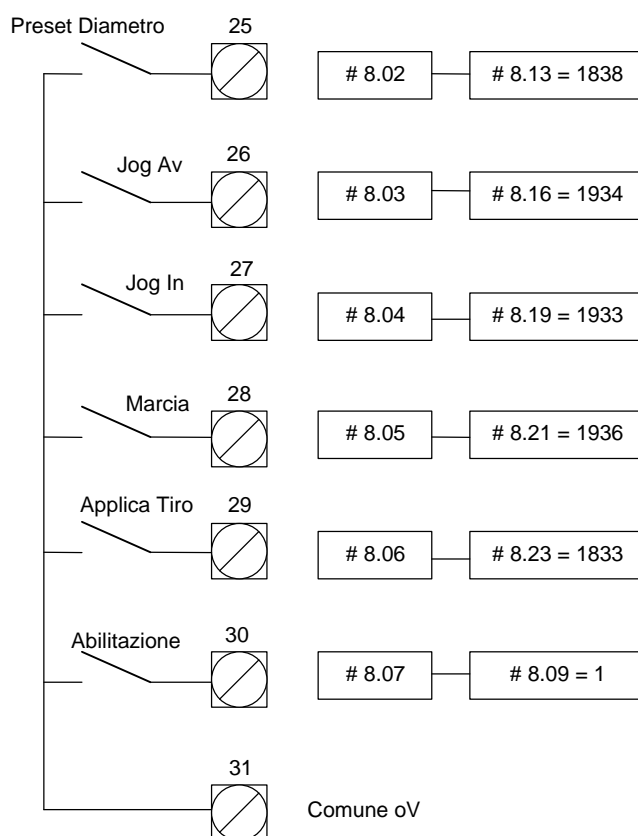 Preset Diametro 25
# 8.02 # 8.13 = 1838
Jog Av 26
# 8.03 # 8.16 = 1934
Jog In 27
# 8.04 # 8.19 = 1933
Marcia 28
# 8.05 # 8.21 = 1936
Applica Tiro 29
# 8.06 # 8.23 = 1833
Abilitazione 30
# 8.07 # 8.09 = 1
31
Comune oV